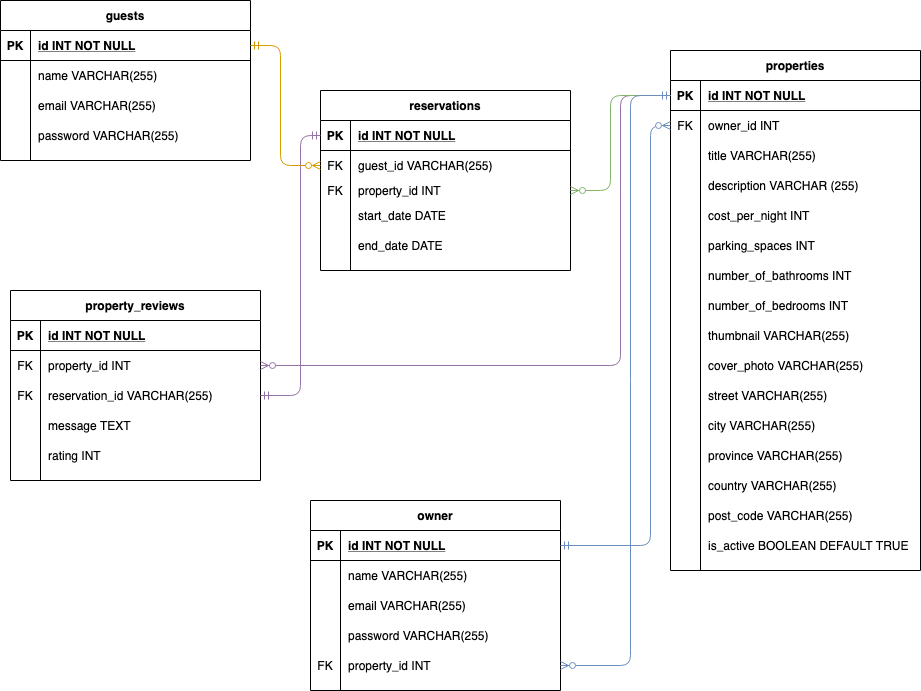 guests
PK id INT NOT NULL
name VARCHAR(255)
email VARCHAR(255)
password VARCHAR(255)
reservations
PK id INT NOT NULL
FK guest_id VARCHAR(255)
FK property_id INT
start_date DATE
end_date DATE
properties
PK id INT NOT NULL
FK owner_id INT
title VARCHAR(255)
description VARCHAR (255)
cost_per_night INT
parking_spaces INT
number_of_bathrooms INT
number_of_bedrooms INT
thumbnail VARCHAR(255)
cover_photo VARCHAR(255)
street VARCHAR(255)
city VARCHAR(255)
province VARCHAR(255)
country VARCHAR(255)
post_code VARCHAR(255)
is_active BOOLEAN DEFAULT TRUE
property_reviews
PK id INT NOT NULL
FK property_id INT
FK reservation_id VARCHAR(255)
message TEXT
rating INT
owner
PK id INT NOT NULL
name VARCHAR(255)
email VARCHAR(255)
password VARCHAR(255)
FK property_id INT